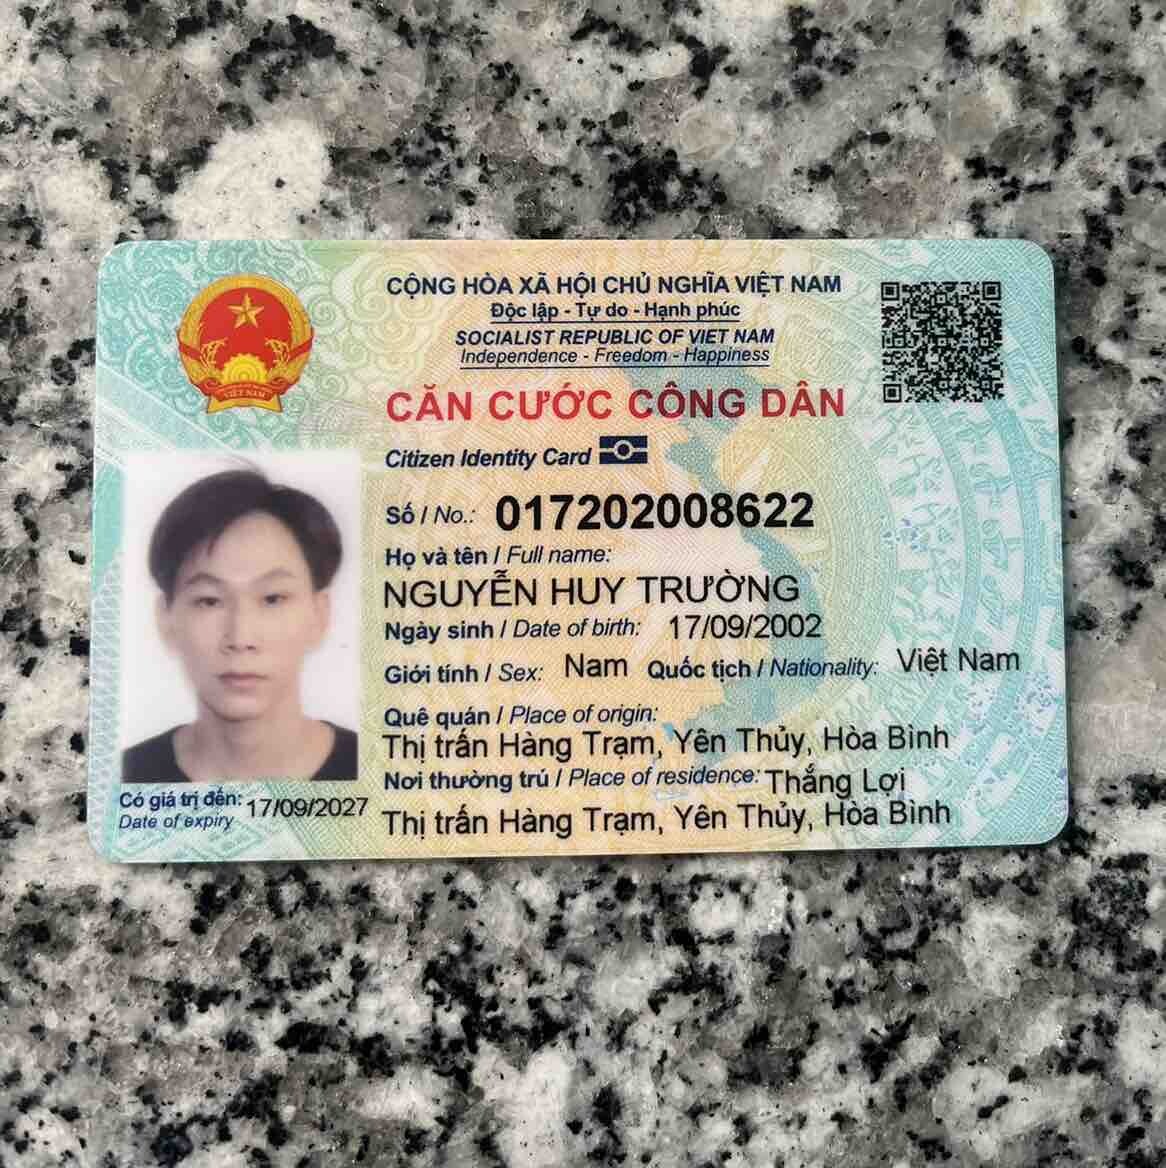 CỘNG HÒA XÃ HỘI CHỦ NGHĨA VIỆT NAM
Độc lập - Tự do - Hạnh phúc
SOCIALIST REPUBLIC OF VIET NAM
Independence - Freedom - Happiness
CĂN CƯỚC CÔNG DÂN
Citizen Identity Card
VIỆT NAM
Số / No.: 017202008622
Họ và tên / Full name:
NGUYỄN HUY TRƯỜNG
Ngày sinh / Date of birth: 17/09/2002
Giới tính / Sex: Nam Quốc tịch / Nationality: Việt Nam
Quê quán / Place of origin:
Thị trấn Hàng Trạm, Yên Thủy, Hòa Bình
Nơi thường trú / Place of residence: Thắng Lợi
Thị trấn Hàng Trạm, Yên Thủy, Hòa Bình
Có giá trị đến: 17/09/2027
Date of expiry